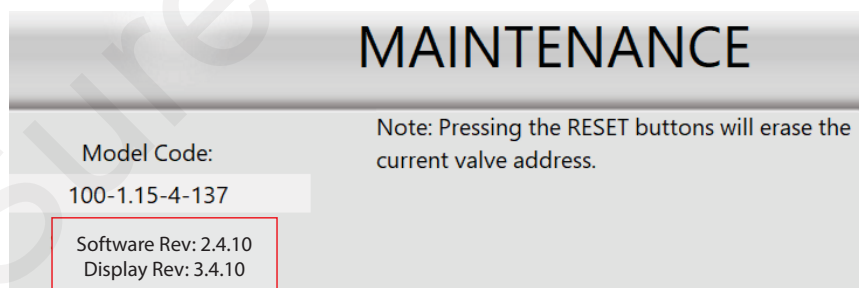 MAINTENANCE
Note: Pressing the RESET buttons will erase the
current valve address.
Model Code:
100-1.15-4-137
Software Rev: 2.4.10
Display Rev: 3.4.10